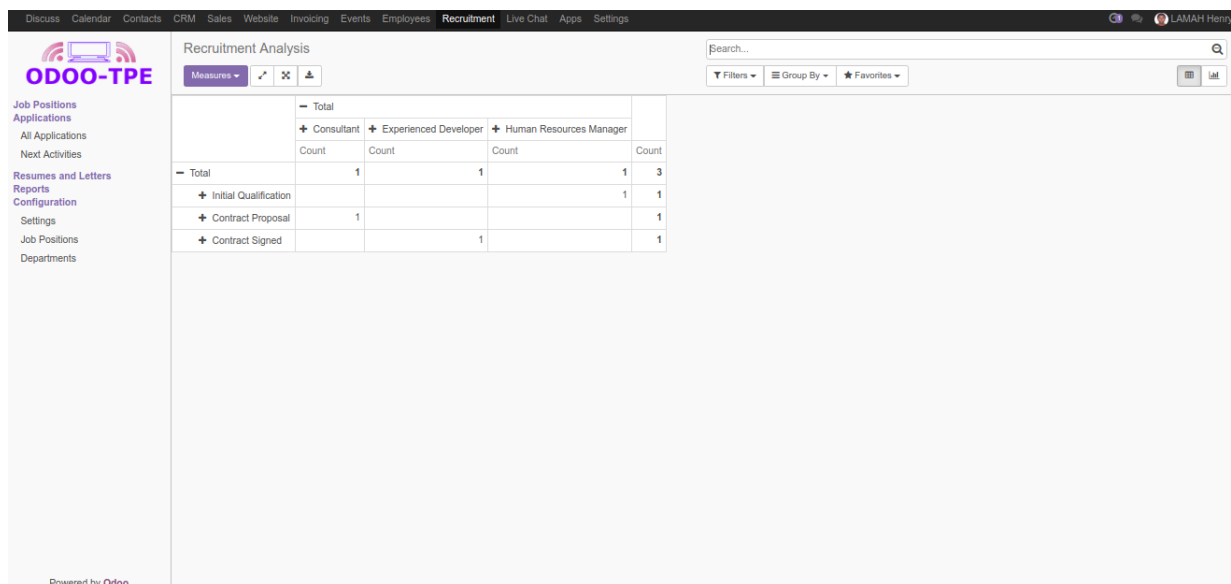 Discuss Calendar Contacts CRM Sales Website Invoicing Events Employees Recruitment Live Chat Apps Settings 1 LAMAH Henry
ODOO-TPE
Job Positions
Applications
All Applications
Next Activities
Resumes and Letters
Reports
Configuration
Settings
Job Positions
Departments
Powered by Odoo
Recruitment Analysis
Search...
Measures
Filters Group By Favorites
Total
Consultant Experienced Developer Human Resources Manager
Count Count Count Count
Total 1 1 1 3
Initial Qualification 1 1
Contract Proposal 1 1
Contract Signed 1 1